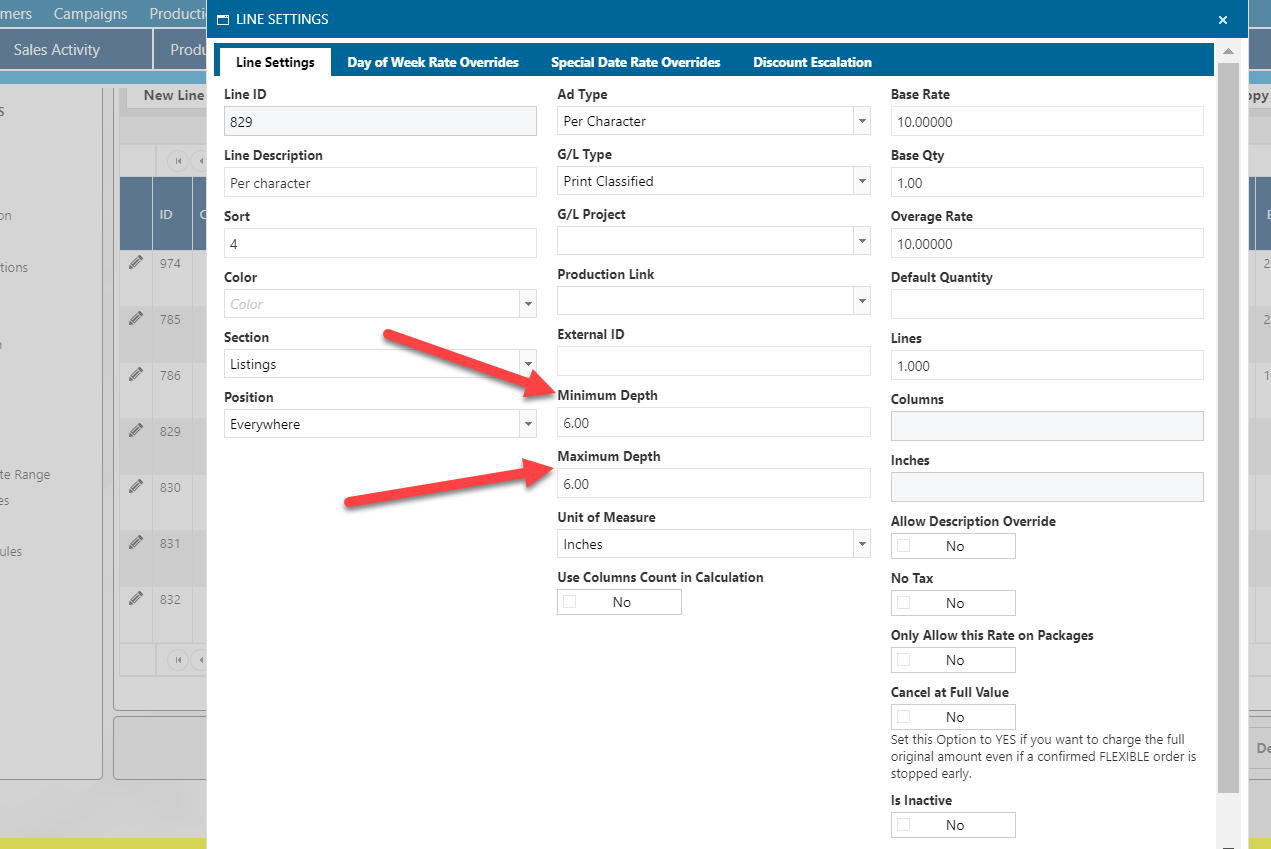 mers Campaigns Producti
LINE SETTINGS
Sales Activity
Produ
Line Settings Day of Week Rate Overrides Special Date Rate Overrides Discount Escalation
New Line
opy
Line ID
829
Line Description
Per character
Sort
4
Color
Color
Section
Listings
Position
Everywhere
Ad Type
Per Character
G/L Type
Print Classified
G/L Project
Production Link
External ID
Minimum Depth
6.00
Maximum Depth
6.00
Unit of Measure
Inches
Use Columns Count in Calculation
No
Base Rate
10.00000
Base Qty
1.00
Overage Rate
10.00000
Default Quantity
Lines
1.000
Columns
Inches
Allow Description Override
No
No Tax
No
Only Allow this Rate on Packages
No
Cancel at Full Value
No
Set this Option to YES if you want to charge the full
original amount even if a confirmed FLEXIBLE order is
stopped early.
Is Inactive
No
ID
974
785
786
829
830
831
832
on
tions
te Range
es
ules
De